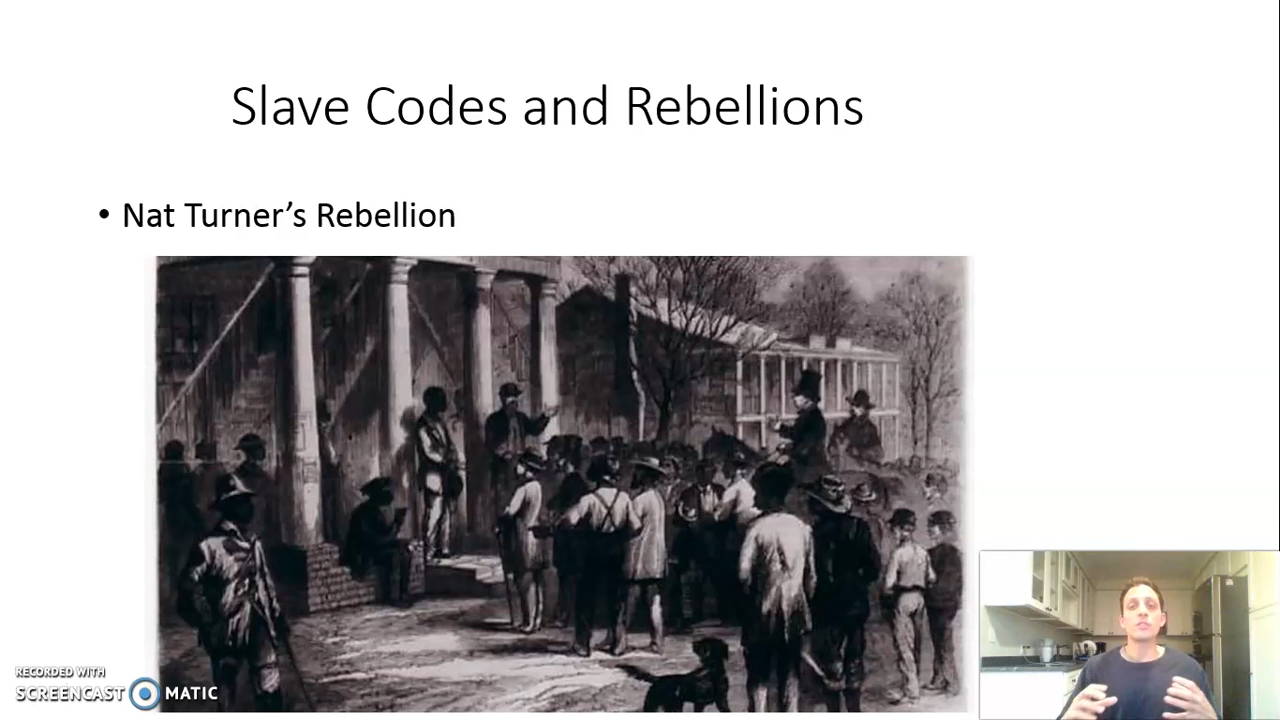 Slave Codes and Rebellions
• Nat Turner’s Rebellion
RECORDED WITH
SCREENCAST MATIC